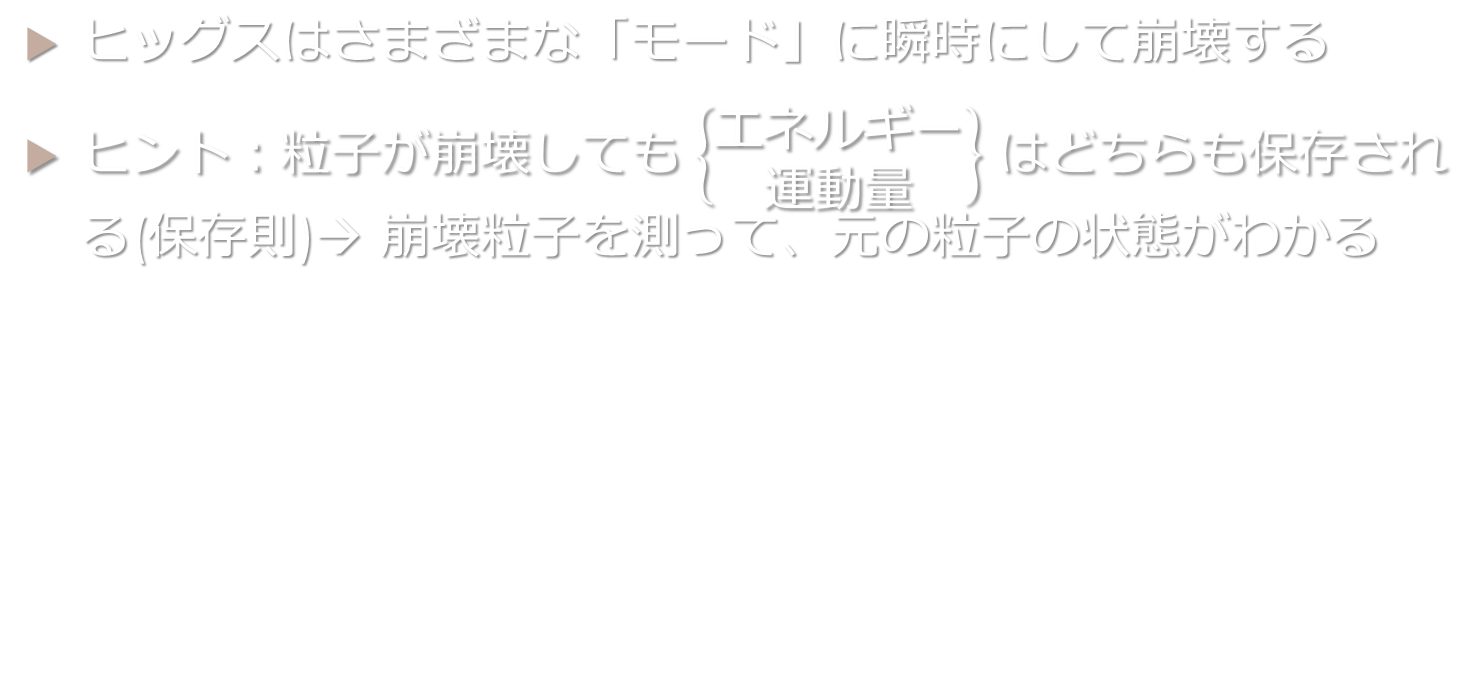 ▶ ヒッグスはさまざまな「モード」に瞬時にして崩壊する
▶ ヒント：粒子が崩壊しても {エネルギー
運動量} はどちらも保存され
る(保存則)→ 崩壊粒子を測って、元の粒子の状態がわかる